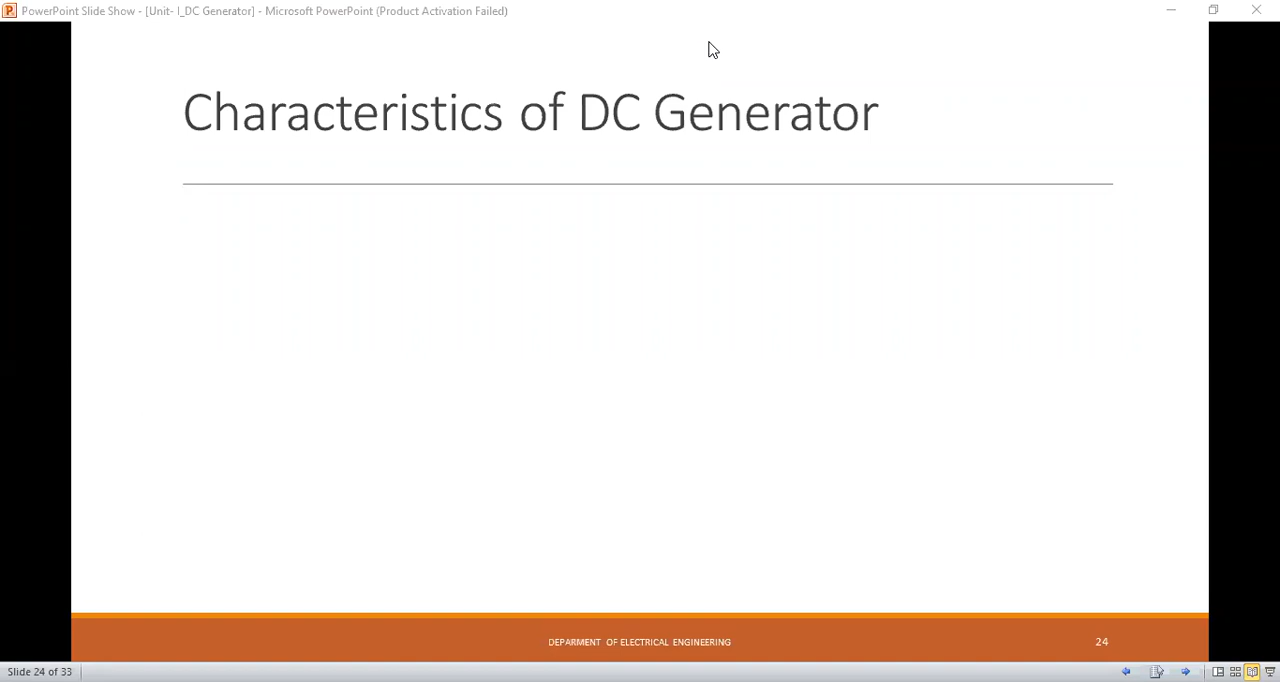 PowerPoint Slide Show - [Unit- I_DC Generator] - Microsoft PowerPoint (Product Activation Failed)
Characteristics of DC Generator
DEPARMENT OF ELECTRICAL ENGINEERING
24
Slide 24 of 33